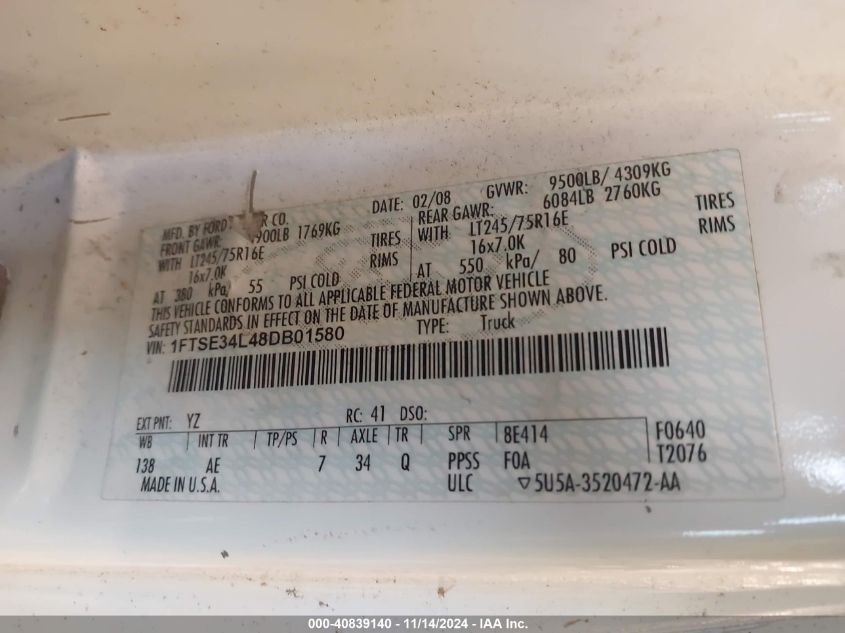 MFD. BY FORD R CO.
DATE: 02/08 GVWR: 9500LB/ 4309KG
FRONT GAWR: 900LB 1769KG
REAR GAWR: 6084LB 2760KG
WITH LT245/75R16E TIRES
WITH LT245/75R16E TIRES
16x7.0K RIMS
16x7.0K RIMS
AT 380 kPa/ 55 PSI COLD
AT 550 kPa/ 80 PSI COLD
THIS VEHICLE CONFORMS TO ALL APPLICABLE FEDERAL MOTOR VEHICLE
SAFETY STANDARDS IN EFFECT ON THE DATE OF MANUFACTURE SHOWN ABOVE.
VIN: 1FTSE34L48DB01580
TYPE: Truck
EXT PNT: YZ RC: 41 DSO:
WB INT TR TP/PS R AXLE TR SPR 8E414 F0640
138 AE 7 34 Q PPSS F0A T2076
MADE IN U.S.A. ULC ▽5U5A-3520472-AA
000-40839140 - 11/14/2024 - IAA Inc.